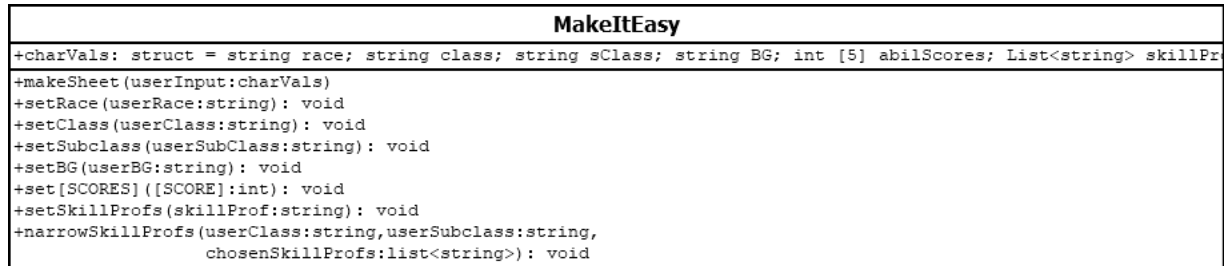 MakeItEasy
+charVals: struct = string race; string class; string sClass; string BG; int [5] abilScores; List<string> skillPr
+makeSheet(userInput:charVals)
+setRace(userRace:string): void
+setClass(userClass:string): void
+setSubclass(userSubClass:string): void
+setBG(userBG:string): void
+set[SCORES]([SCORE]:int): void
+setSkillProfs(skillProf:string): void
+narrowSkillProfs(userClass:string,userSubclass:string,
chosenSkillProfs:list<string>): void